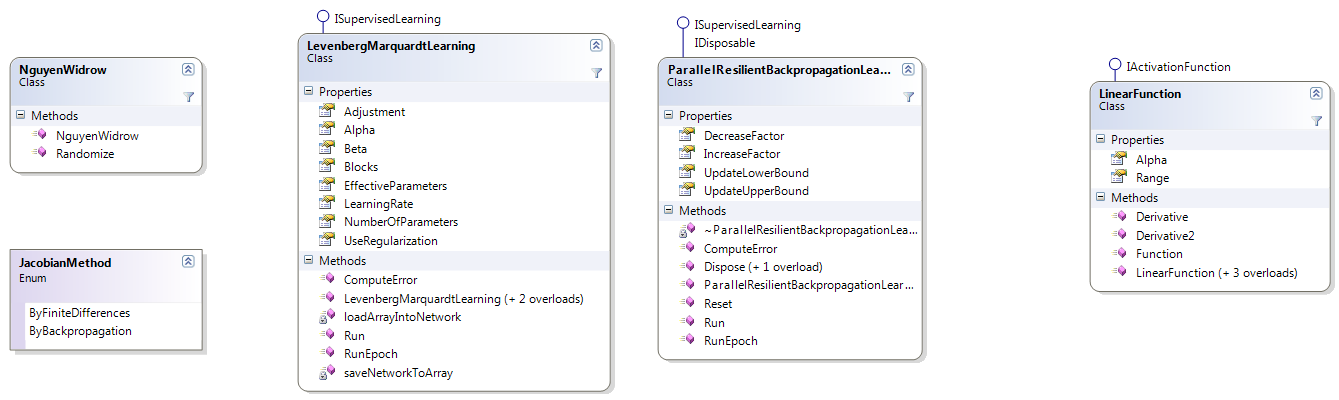 NguyenWidrow
Class
Methods
NguyenWidrow
Randomize
JacobianMethod
Enum
ByFiniteDifferences
ByBackpropagation
ISupervisedLearning
LevenbergMarquardtLearning
Class
Properties
Adjustment
Alpha
Beta
Blocks
EffectiveParameters
LearningRate
NumberOfParameters
UseRegularization
Methods
ComputeError
LevenbergMarquardtLearning (+ 2 overloads)
loadArrayIntoNetwork
Run
RunEpoch
saveNetworkToArray
ISupervisedLearning
IDisposable
ParallelResilientBackpropagationLea...
Class
Properties
DecreaseFactor
IncreaseFactor
UpdateLowerBound
UpdateUpperBound
Methods
~ParallelResilientBackpropagationLea...
ComputeError
Dispose (+ 1 overload)
ParallelResilientBackpropagationLear...
Reset
Run
RunEpoch
IActivationFunction
LinearFunction
Class
Properties
Alpha
Range
Methods
Derivative
Derivative2
Function
LinearFunction (+ 3 overloads)